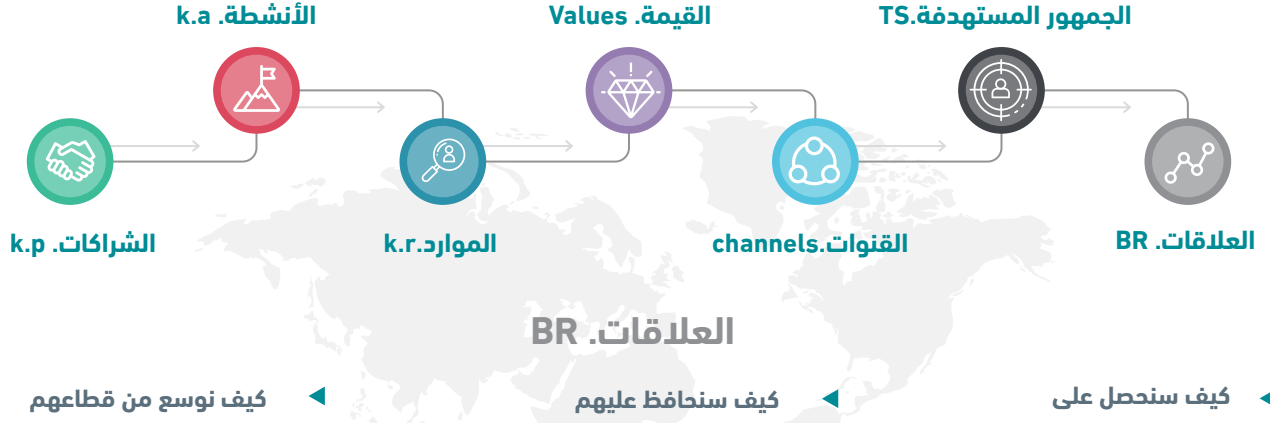 الجمهور المستهدفة.TS
القيمة. Values
الأنشطة. k.a
العلاقات. BR
القنوات.channels
الموارد.k.r
الشراكات. k.p
العلاقات. BR
كيف سنحصل على
كيف سنحافظ عليهم
كيف نوسع من قطاعهم